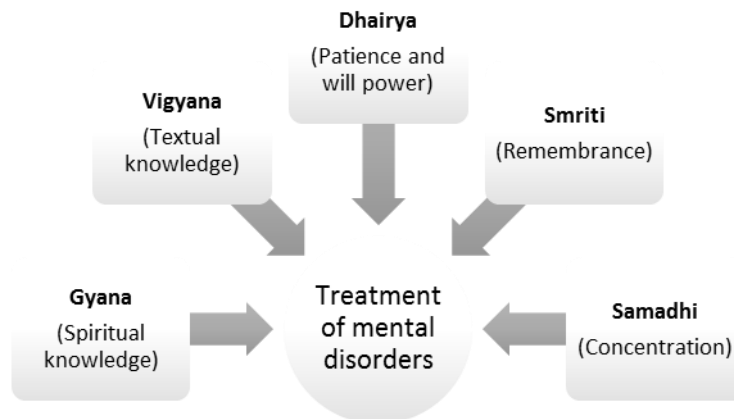 Dhairya
(Patience and
will power)
Vigyana
(Textual
knowledge)
Smriti
(Remembrance)
Gyana
(Spiritual
knowledge)
Treatment
of mental
disorders
Samadhi
(Concentration)